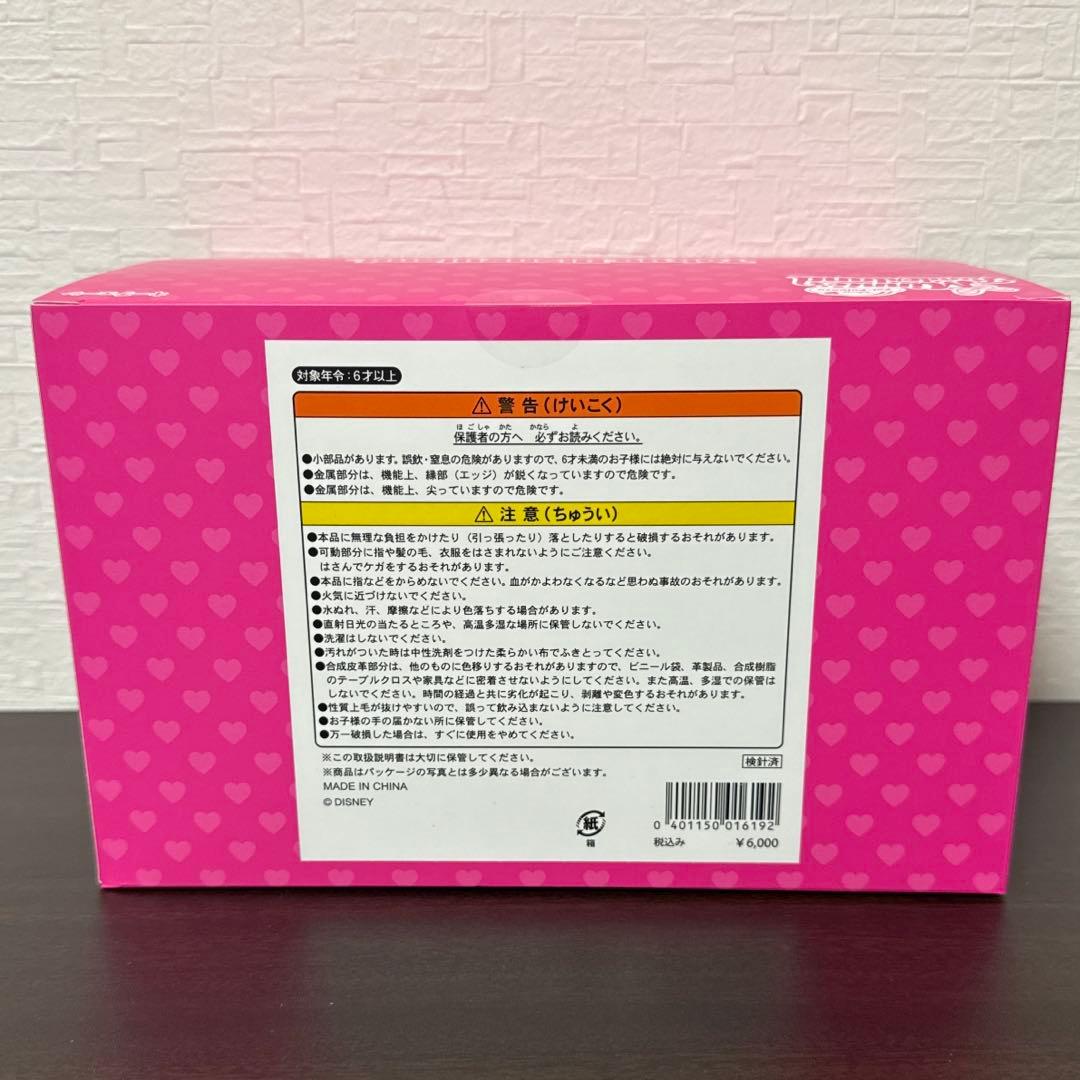 対象年令：6才以上
⚠ 警告（けいこく）
保護者の方へ 必ずお読みください。
●小部品があります。誤飲・窒息の危険がありますので、6才未満のお子様には絶対に与えないでください。
●金属部分は、機能上、縁部（エッジ）が鋭くなっていますので危険です。
●金属部分は、機能上、尖っていますので危険です。
⚠ 注意（ちゅうい）
●本品に無理な負担をかけたり（引っ張ったり）落としたりすると破損するおそれがあります。
●可動部分に指や髪の毛、衣服をはさまれないようにご注意ください。
はさんでケガをするおそれがあります。
●本品に指などをからめないでください。血がかよわなくなるなど思わぬ事故のおそれがあります。
●火気に近づけないでください。
●水ぬれ、汗、摩擦などにより色落ちする場合があります。
●直射日光の当たるところや、高温多湿な場所に保管しないでください。
●洗濯はしないでください。
●汚れがついた時は中性洗剤をつけた柔らかい布でふきとってください。
●合成皮革部分は、他のものに色移りするおそれがありますので、ビニール袋、革製品、合成樹脂
のテーブルクロスや家具などに密着させないようにしてください。また高温、多湿での保管は
しないでください。時間の経過と共に劣化が起こり、剥離や変色するおそれがあります。
●性質上毛が抜けやすいので、誤って飲み込まないように注意してください。
●お子様の手の届かない所に保管してください。
●万一破損した場合は、すぐに使用をやめてください。
※この取扱説明書は大切に保管してください。
※商品はパッケージの写真とは多少異なる場合がございます。
検針済
MADE IN CHINA
© DISNEY
紙
箱
0 401150 016192
税込み ￥6,000